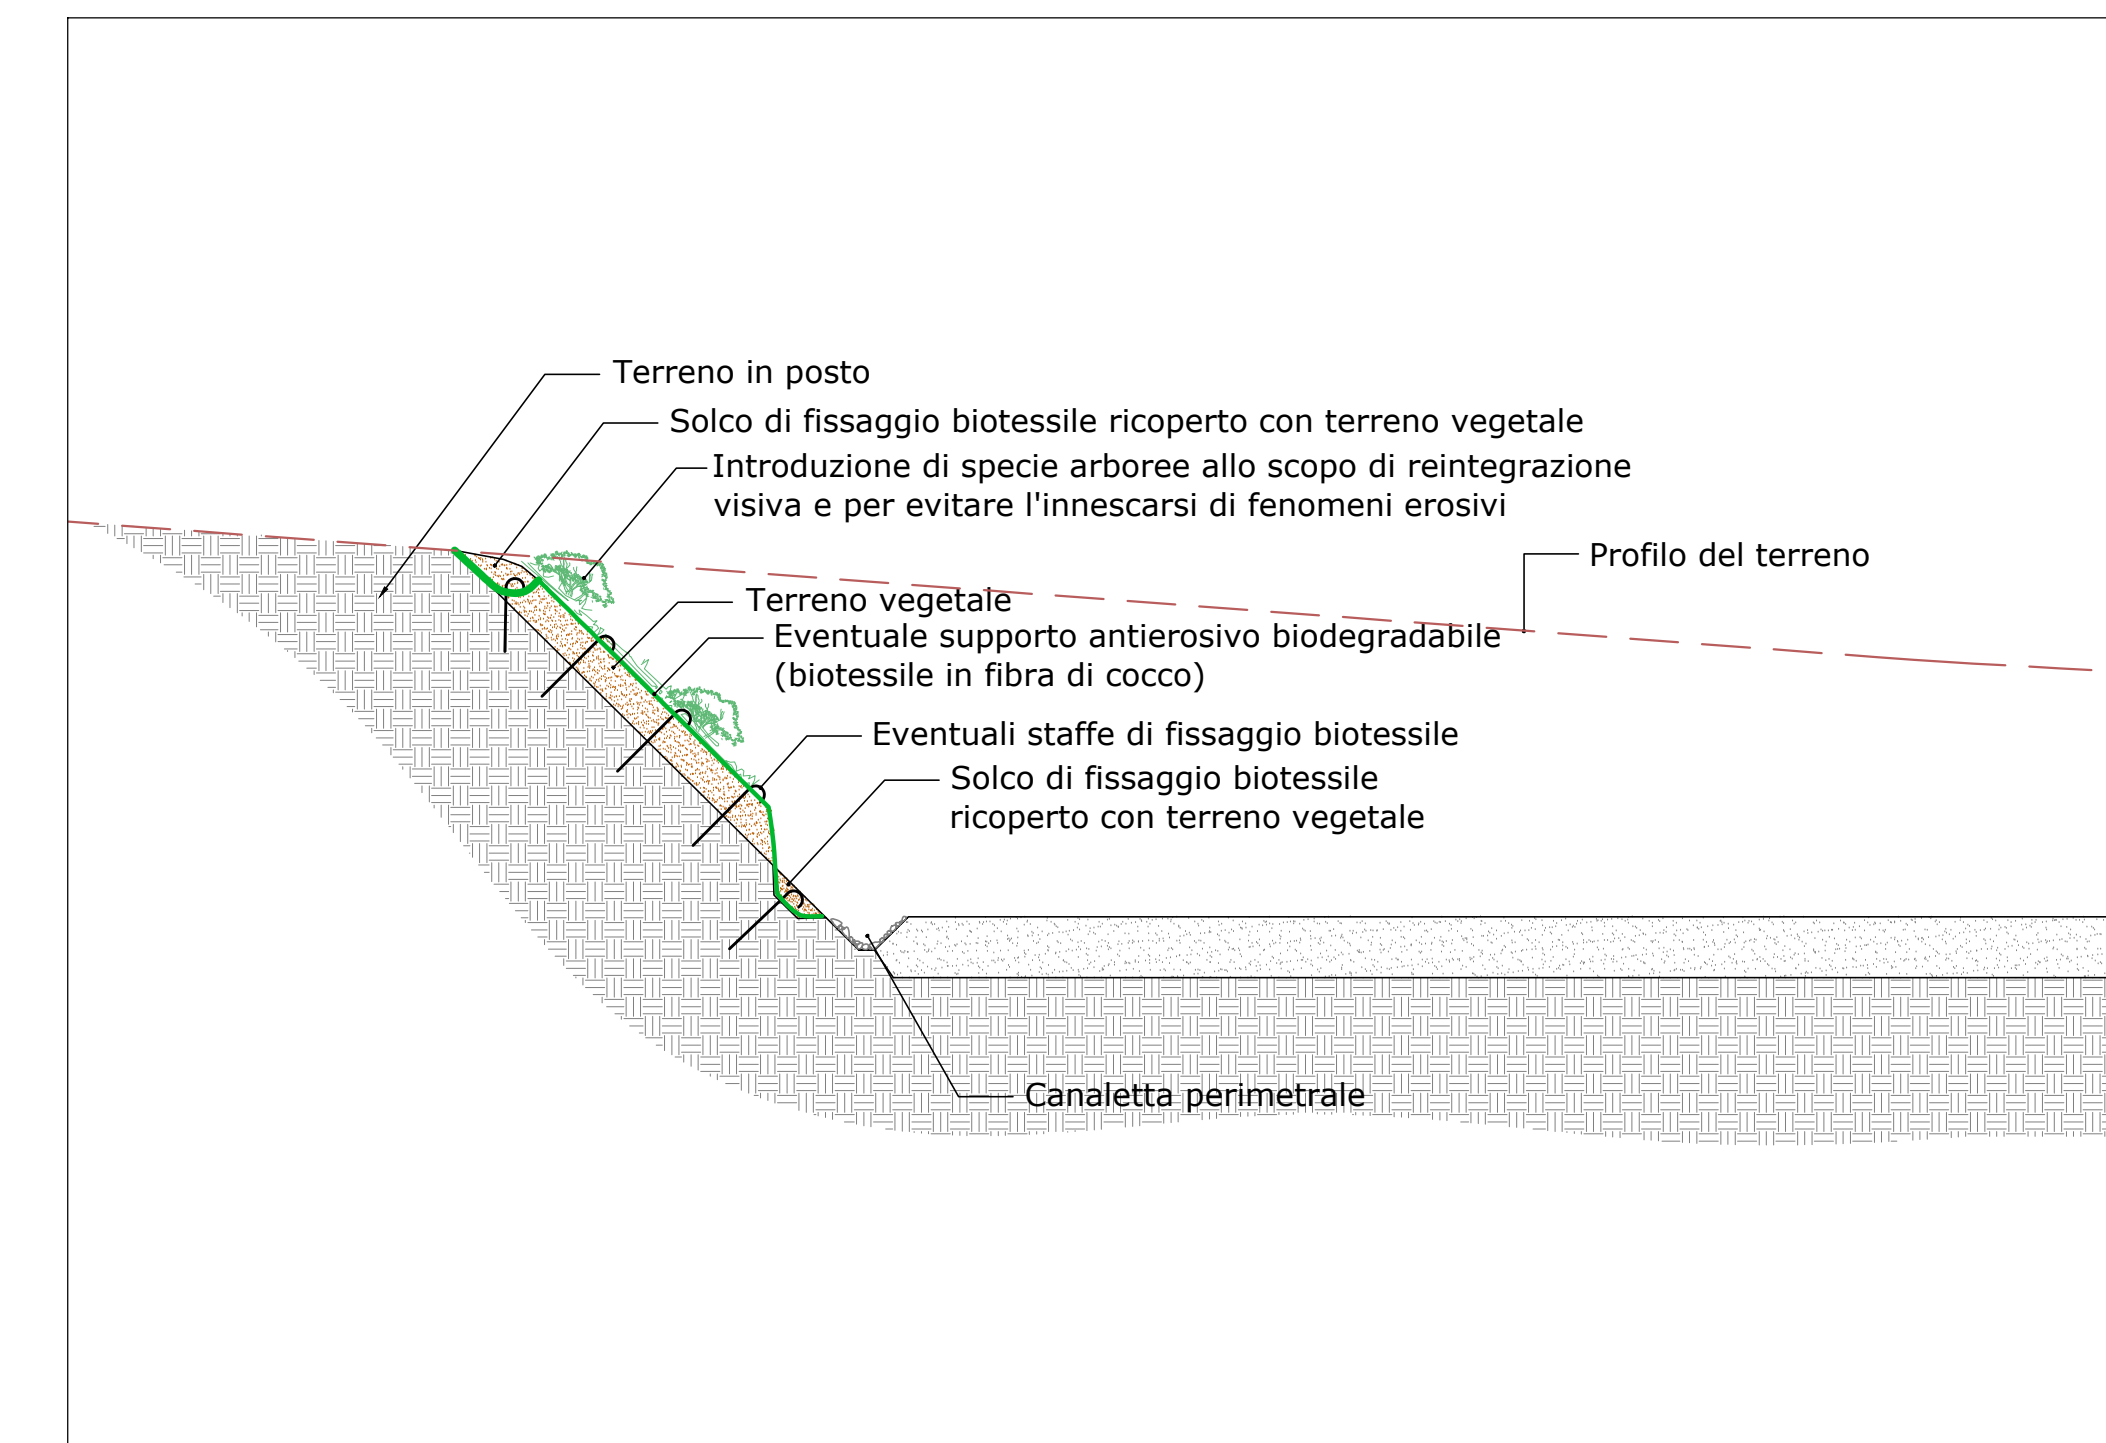 Terreno in posto
Solco di fissaggio biotessile ricoperto con terreno vegetale
Introduzione di specie arboree allo scopo di reintegrazione
visiva e per evitare l'innescarsi di fenomeni erosivi
Profilo del terreno
Terreno vegetale
Eventuale supporto antierosivo biodegradabile
(biotessile in fibra di cocco)
Eventuali staffe di fissaggio biotessile
Solco di fissaggio biotessile
ricoperto con terreno vegetale
Canaletta perimetrale